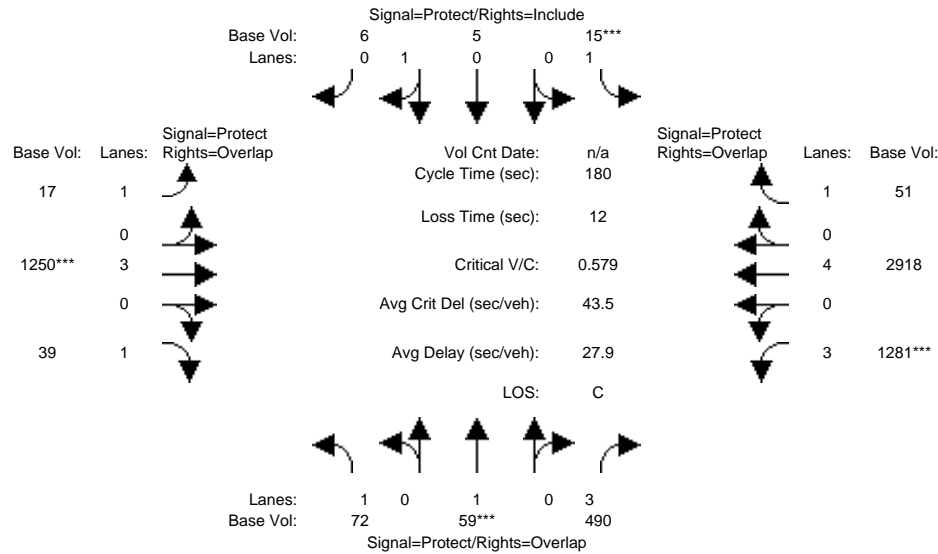 Signal=Protect/Rights=Include
Base Vol: 6 5 15***
Lanes: 0 1 0 0 1
Signal=Protect Signal=Protect
Base Vol: Lanes: Rights=Overlap Vol Cnt Date: n/a Rights=Overlap Lanes: Base Vol:
Cycle Time (sec): 180
17 1 1 51
Loss Time (sec): 12
0 0
1250*** 3 Critical V/C: 0.579 4 2918
0 Avg Crit Del (sec/veh): 43.5 0
39 1 Avg Delay (sec/veh): 27.9 3 1281***
LOS: C
Lanes: 1 0 1 0 3
Base Vol: 72 59*** 490
Signal=Protect/Rights=Overlap